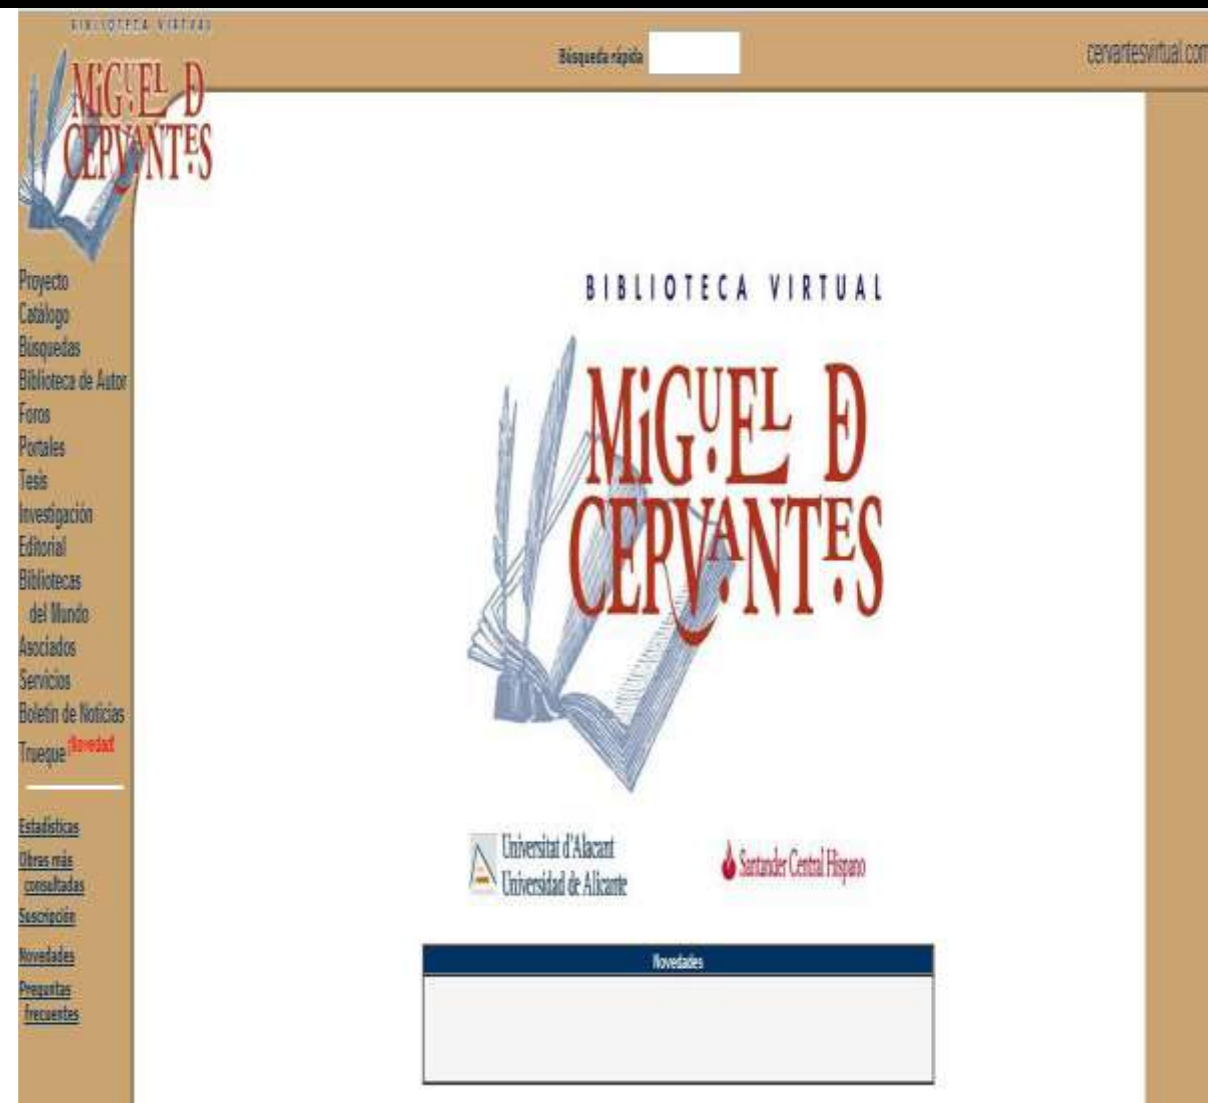 BIBLIOTECA VIRTUAL
MiGUEL D
CERVANTES
Búsqueda rápida
cervantesvirtual.com
Proyecto
Catálogo
Búsquedas
Biblioteca de Autor
Foros
Portales
Tesis
Investigación
Editorial
Bibliotecas
del Mundo
Asociados
Servicios
Boletín de Noticias
Trueque ¡Novedad!
Estadísticas
Obras más
consultadas
Suscripción
Novedades
Preguntas
frecuentes
BIBLIOTECA VIRTUAL
MiGUEL DE
CERVANTES
Universitat d'Alacant
Universidad de Alicante
Santander Central Hispano
Novedades